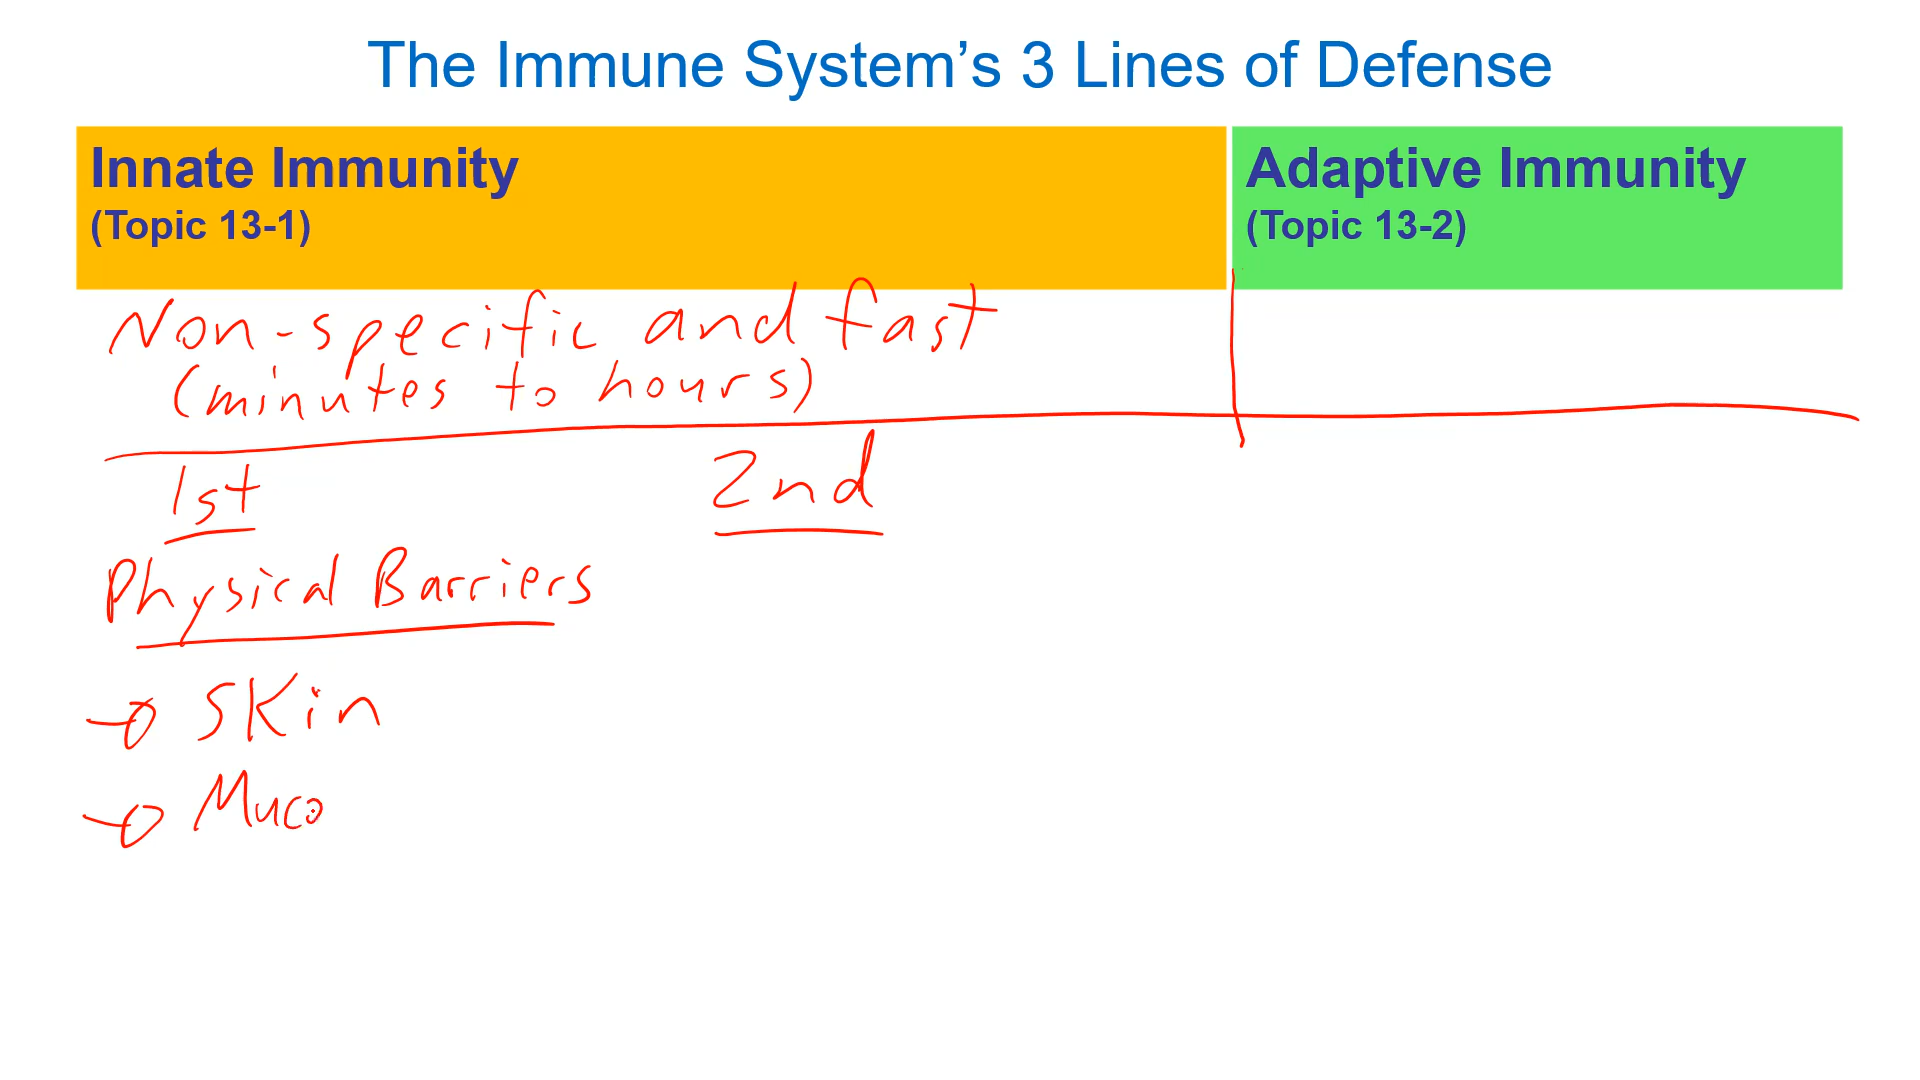 The Immune System’s 3 Lines of Defense
Innate Immunity
(Topic 13-1)
Adaptive Immunity
(Topic 13-2)
Non-specific and fast
(minutes to hours)
1st
2nd
Physical Barriers
→ Skin
→ Muco